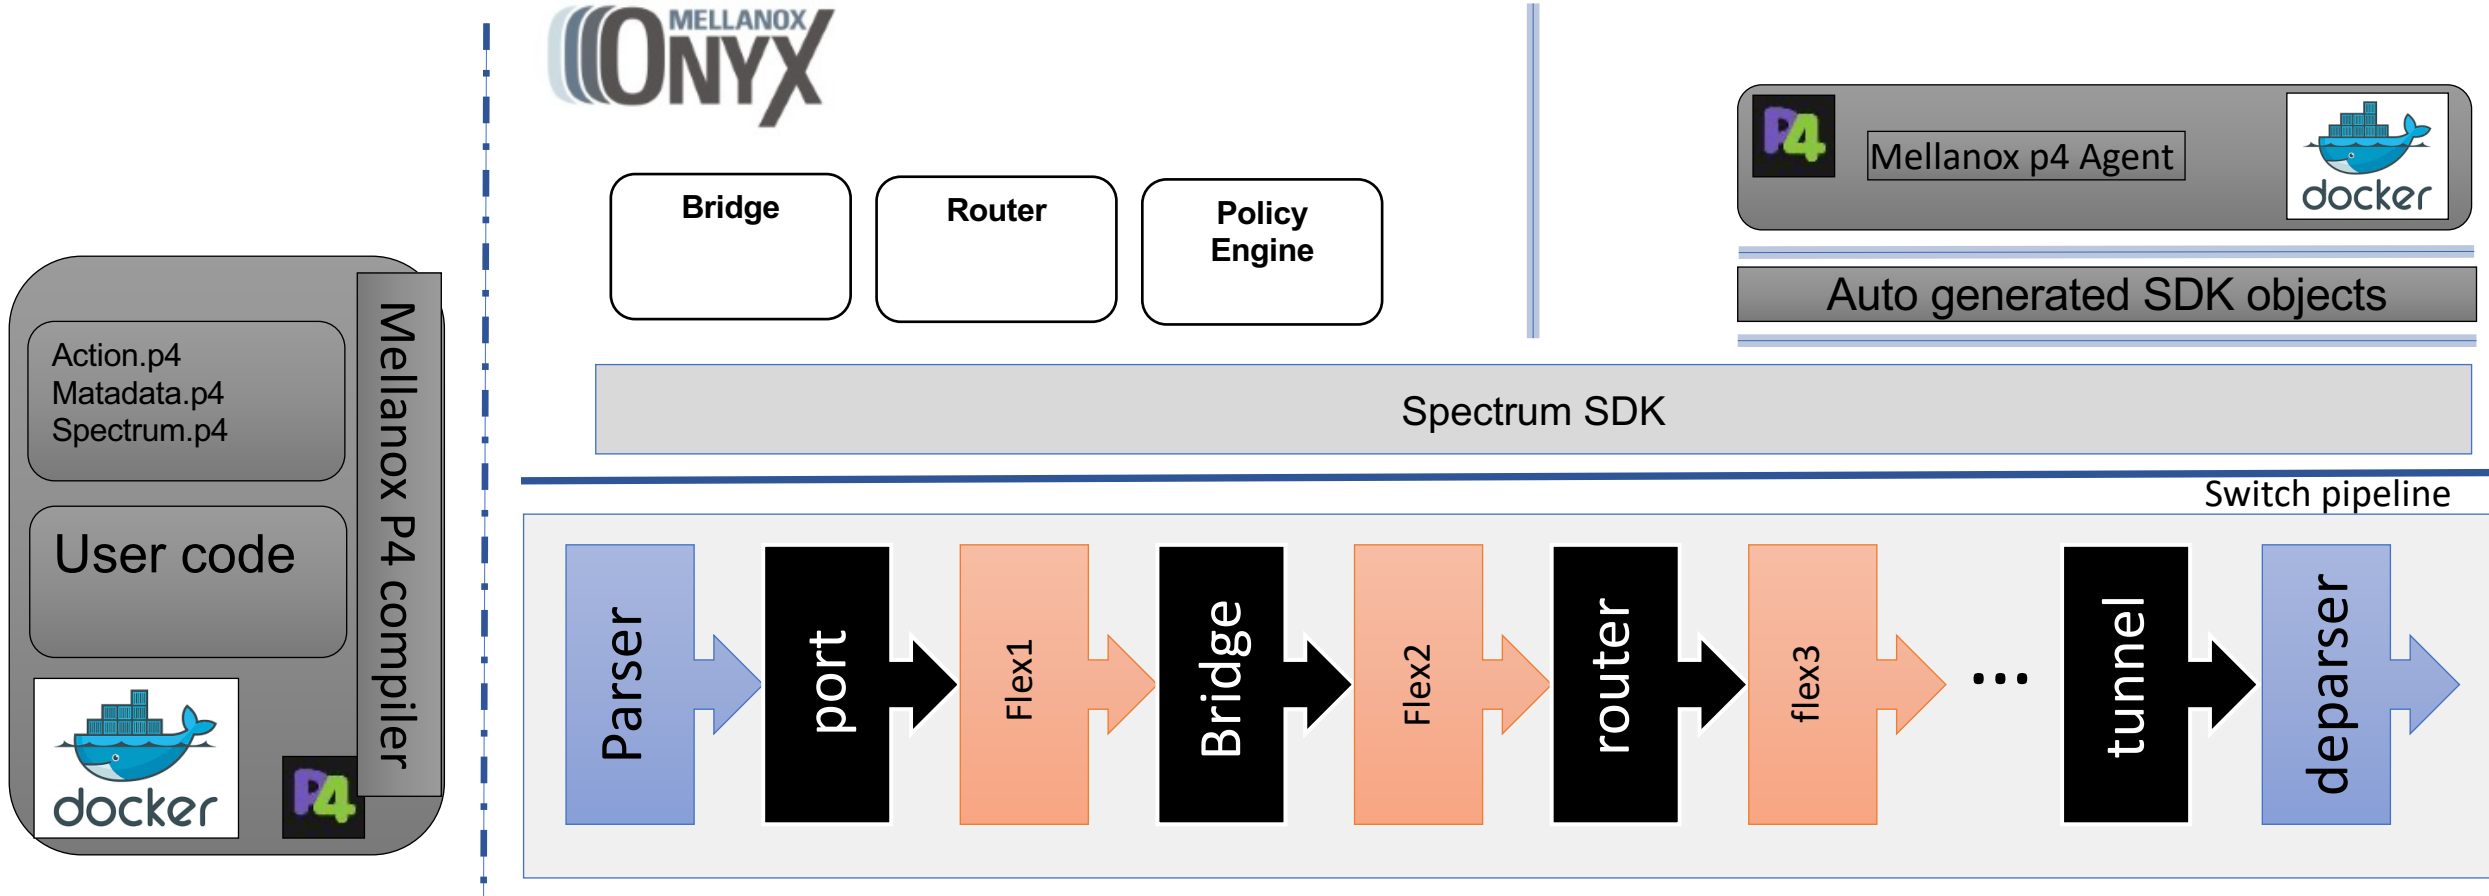 MELLANOX
ONYX
Bridge
Router
Policy
Engine
P4
Mellanox p4 Agent
docker
Auto generated SDK objects
Spectrum SDK
Action.p4
Matadata.p4
Spectrum.p4
User code
Mellanox P4 compiler
docker
P4
Switch pipeline
Parser
port
Flex1
Bridge
Flex2
router
flex3
...
tunnel
deparser